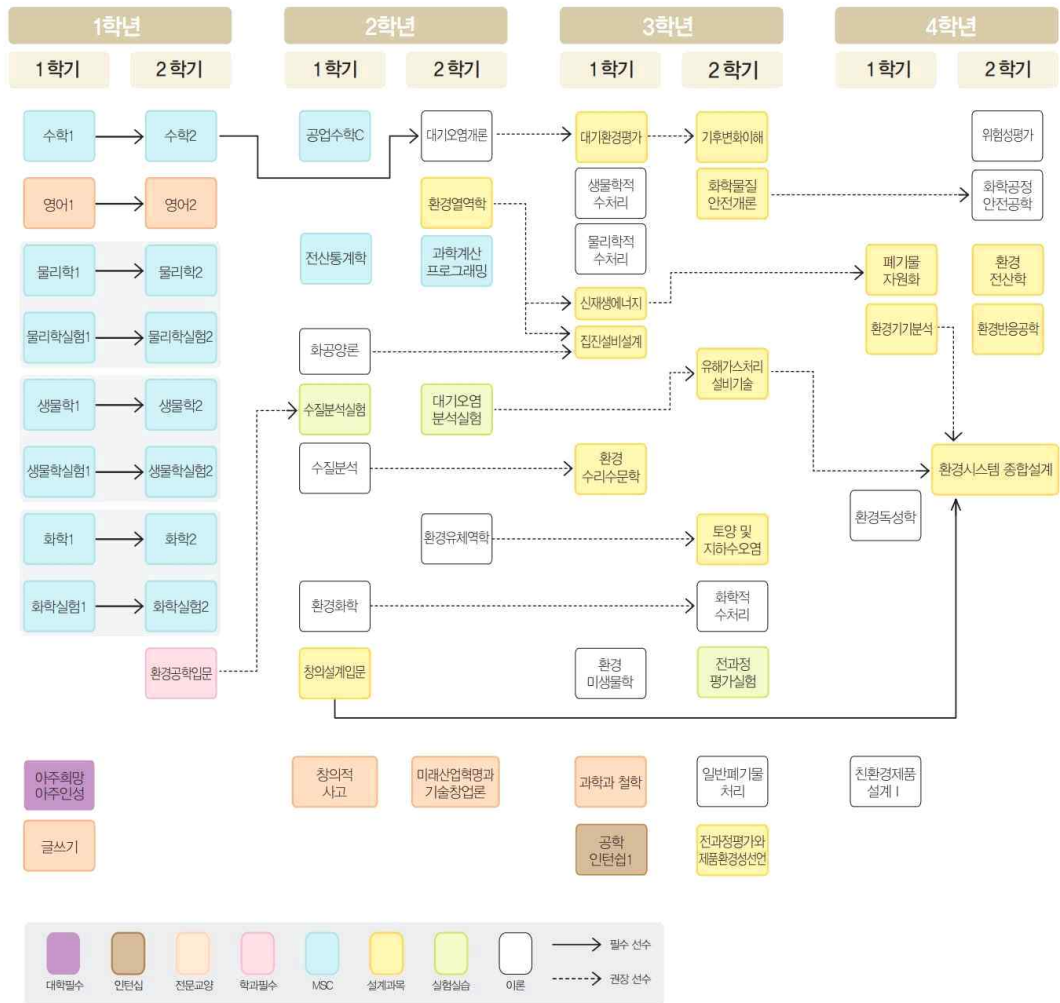 1학년
2학년
3학년
4학년
1학기
2학기
1학기
2학기
1학기
2학기
1학기
2학기
수학1
수학2
공업수학C
대기오염개론
대기환경평가
기후변화이해
위험성평가
영어1
영어2
환경열역학
생물학적
수처리
화학물질
안전개론
화학공정
안전공학
물리학1
물리학2
전산통계학
과학계산
프로그래밍
물리학적
수처리
폐기물
자원화
환경
전산학
물리학실험1
물리학실험2
신재생에너지
화공양론
집진설비설계
환경기기분석
환경반응공학
생물학1
생물학2
수질분석실험
대기오염
분석실험
유해가스처리
설비기술
생물학실험1
생물학실험2
수질분석
환경
수리수문학
환경시스템 종합설계
환경독성학
화학1
화학2
환경유체역학
토양 및
지하수오염
화학실험1
화학실험2
환경화학
화학적
수처리
환경공학입문
창의설계입문
환경
미생물학
전과정
평가실험
아주희망
아주인성
창의적
사고
미래산업혁명과
기술창업론
과학과 철학
일반폐기물
처리
친환경제품
설계 I
글쓰기
공학
인턴쉽1
전과정평가와
제품환경성선언
대학필수
인턴십
전문교양
학과필수
MSC
설계과목
실험실습
이론
필수 선수
권장 선수